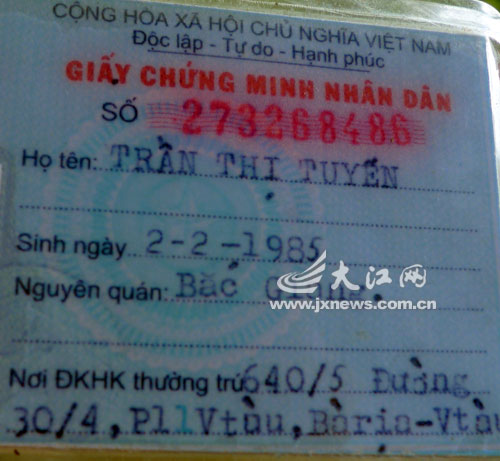 CỘNG HÒA XÃ HỘI CHỦ NGHĨA VIỆT NAM
Độc lập - Tự do - Hạnh phúc
GIẤY CHỨNG MINH NHÂN DÂN
SỐ 273268486
Họ tên: TRẦN THỊ TUYẾN
Sinh ngày 2-2-1985
Nguyên quán: Bắc Giang.
大江网
www.jxnews.com.cn
Nơi ĐKHK thường trú 640/5 Đường
30/4, P11Vtàu, Bària-Vtàu